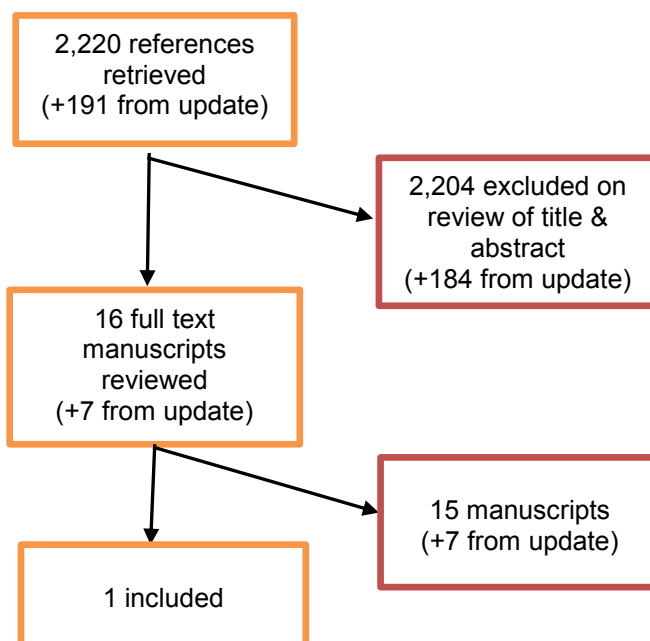 2,220 references
retrieved
(+191 from update)
2,204 excluded on
review of title &
abstract
(+184 from update)
16 full text
manuscripts
reviewed
(+7 from update)
15 manuscripts
(+7 from update)
1 included